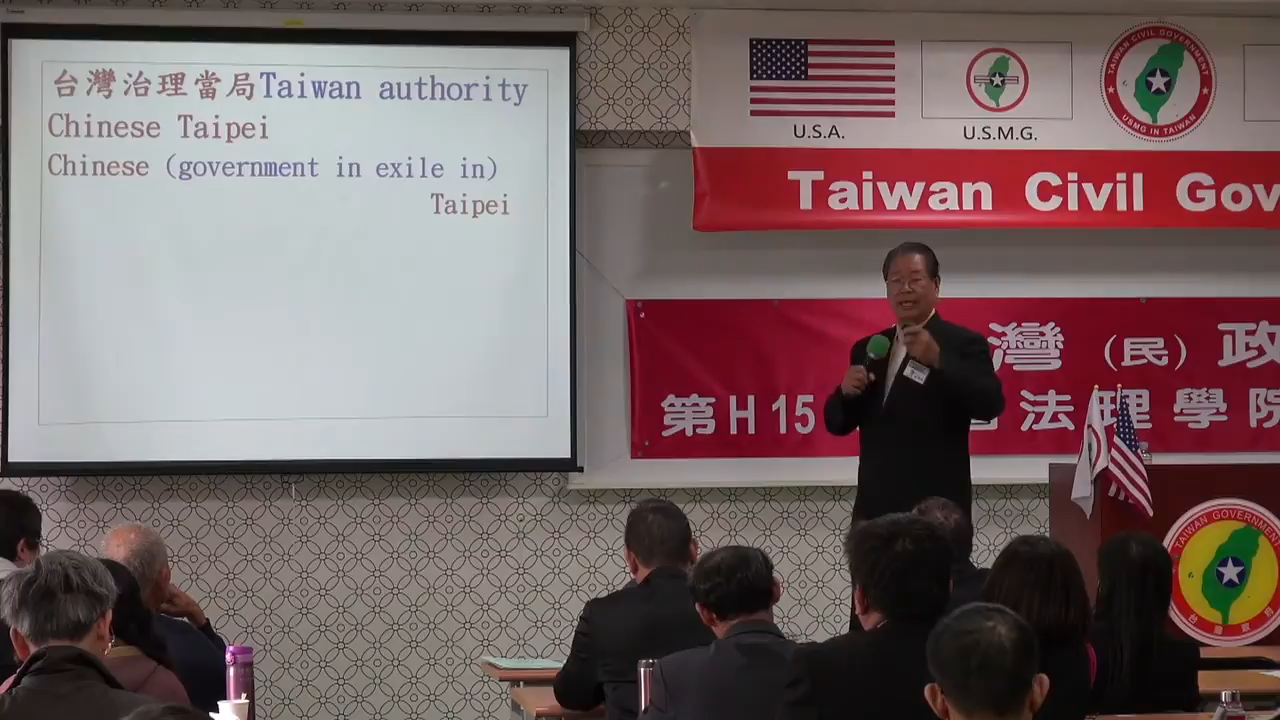 台灣治理當局Taiwan authority
Chinese Taipei
Chinese (government in exile in)
Taipei
U.S.A.
U.S.M.G.
TAIWAN CIVIL GOVERNMENT
USMG IN TAIWAN
Taiwan Civil Gov
灣 (民) 政
第H15
法理學院
TAIWAN GOVERNMENT